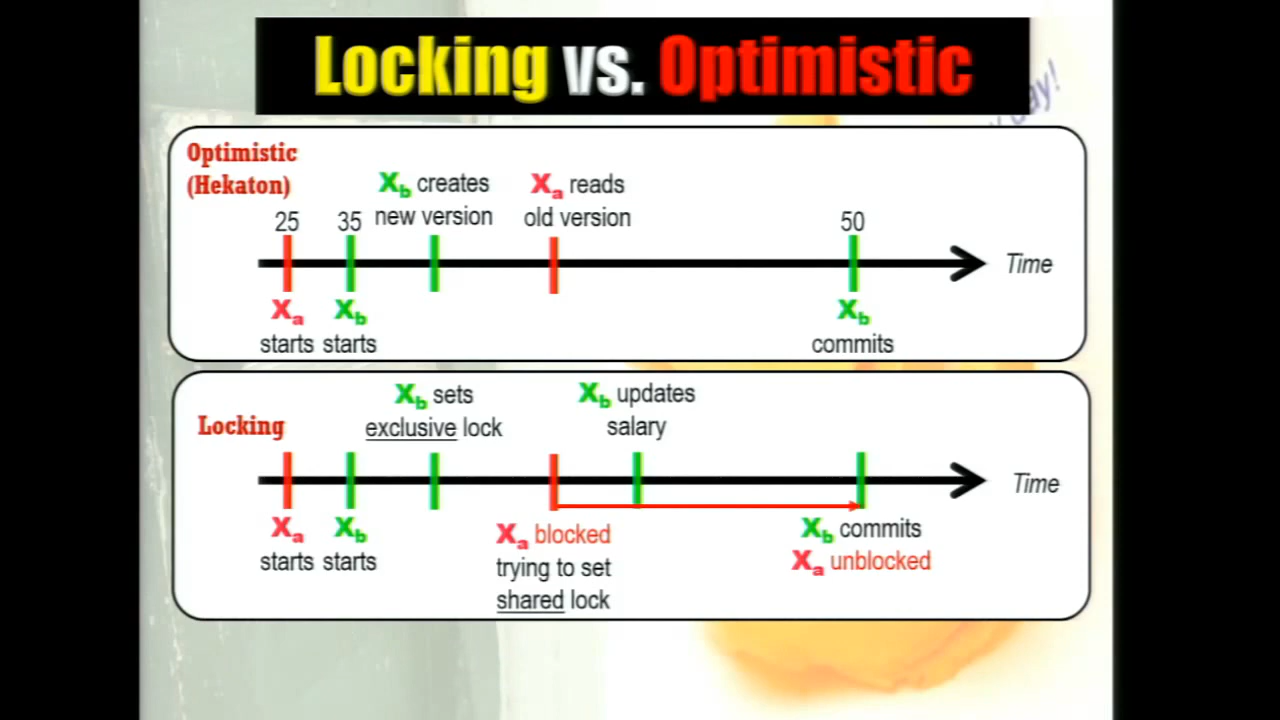 Locking vs. Optimistic
day!
Optimistic
(Hekaton)
Xb creates
new version
Xa reads
old version
25
35
50
Time
Xa
starts
Xb
starts
Xb
commits
Locking
Xb sets
exclusive lock
Xb updates
salary
Time
Xa
starts
Xb
starts
Xa blocked
trying to set
shared lock
Xb commits
Xa unblocked